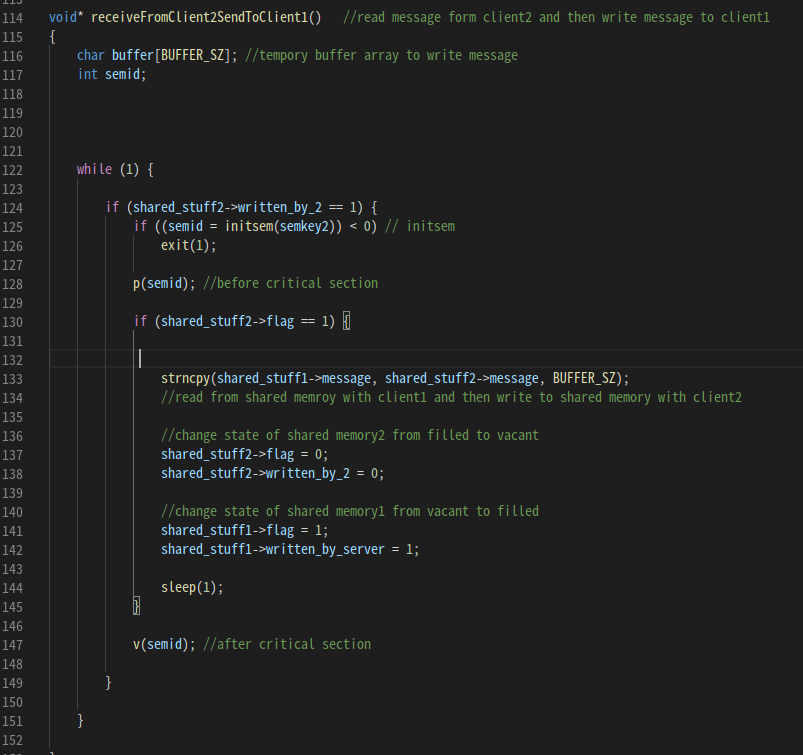 114 void* receiveFromClient2SendToClient1()   //read message form client2 and then write message to client1
115 {
116     char buffer[BUFFER_SZ]; //tempory buffer array to write message
117     int semid;
118
119
120
121
122     while (1) {
123
124         if (shared_stuff2->written_by_2 == 1) {
125             if ((semid = initsem(semkey2)) < 0) // initsem
126                 exit(1);
127
128             p(semid); //before critical section
129
130             if (shared_stuff2->flag == 1) {
131
132
133                 strncpy(shared_stuff1->message, shared_stuff2->message, BUFFER_SZ);
134                 //read from shared memroy with client1 and then write to shared memory with client2
135
136                 //change state of shared memory2 from filled to vacant
137                 shared_stuff2->flag = 0;
138                 shared_stuff2->written_by_2 = 0;
139
140                 //change state of shared memory1 from vacant to filled
141                 shared_stuff1->flag = 1;
142                 shared_stuff1->written_by_server = 1;
143
144                 sleep(1);
145             }
146
147             v(semid); //after critical section
148
149         }
150
151     }
152